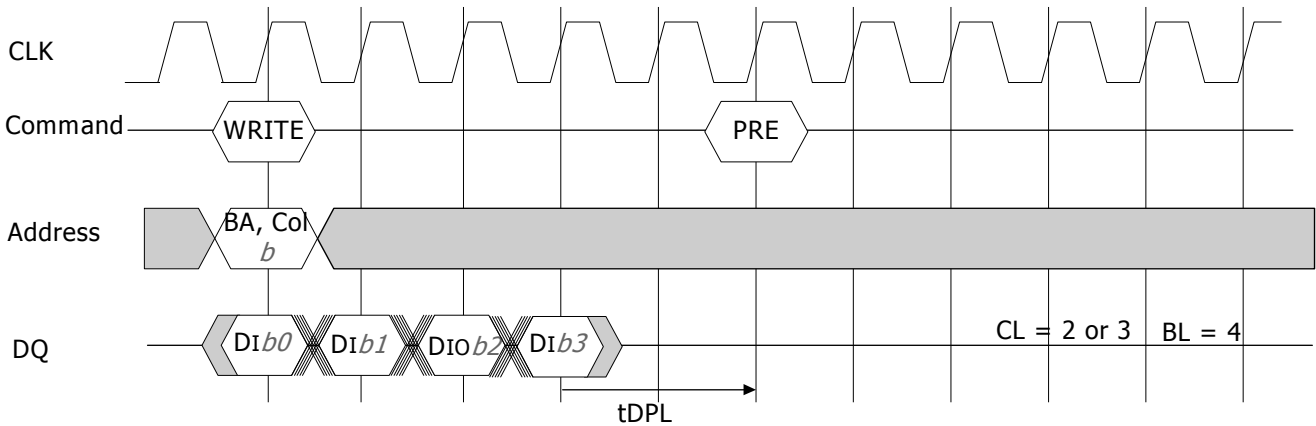 CLK
Command WRITE PRE
Address BA, Col
b
DQ DIb0 DIb1 DIOb2 DIb3 CL = 2 or 3 BL = 4
tDPL